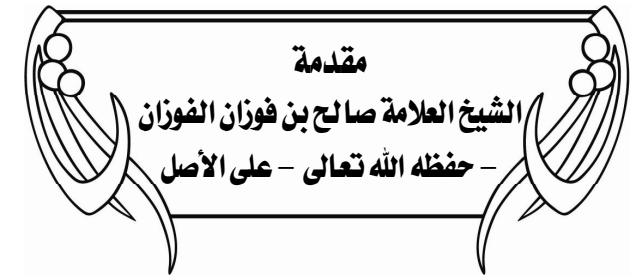 مقدمة
الشيخ العلامة صالح بن فوزان الفوزان
– حفظه الله تعالى – على الأصل